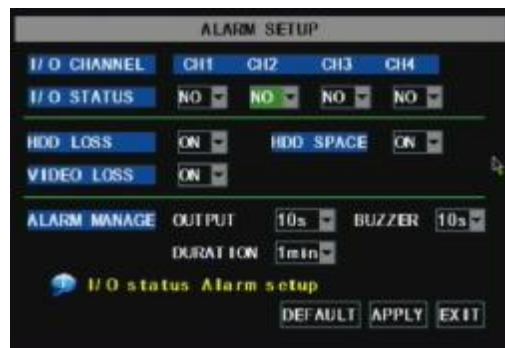 ALARM SETUP
I/O CHANNEL CH1 CH2 CH3 CH4
I/O STATUS NO NO NO NO
HDD LOSS ON HDD SPACE ON
VIDEO LOSS ON
ALARM MANAGE OUTPUT 10s BUZZER 10s
DURATION 1min
I/O status Alarm setup
DEFAULT APPLY EXIT